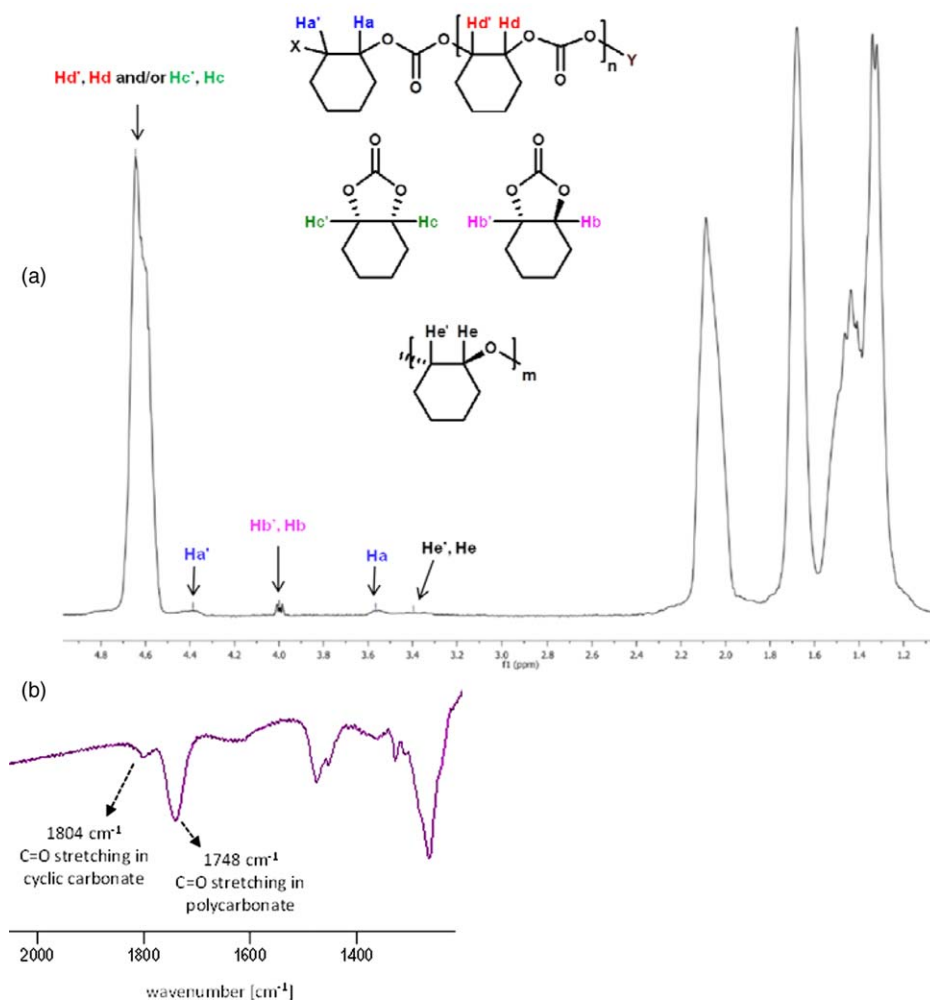 Ha' Ha Hd' Hd
X O O O O
O O Y
n
Hd', Hd and/or Hc', Hc
O O
O O O O
Hc' Hc Hb' Hb
(a)
He' He
O
m
Hb', Hb
Ha' Ha He', He
4.8 4.6 4.4 4.2 4.0 3.8 3.6 3.4 3.2 3.0 2.8 2.6 2.4 2.2 2.0 1.8 1.6 1.4 1.2
f1 (ppm)
(b)
1804 cm-1
C=O stretching in
cyclic carbonate
1748 cm-1
C=O stretching in
polycarbonate
2000 1800 1600 1400
wavenumber [cm-1]